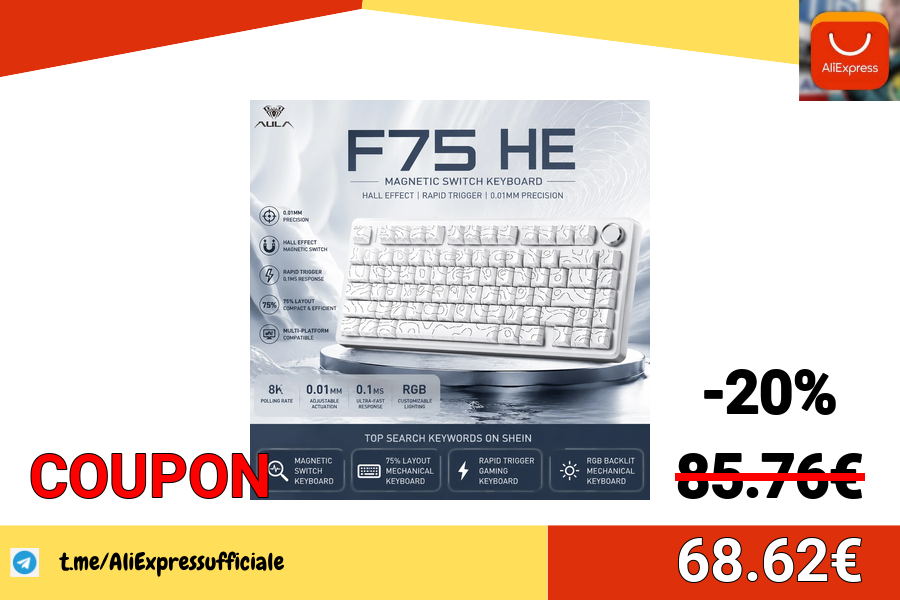 AliExpress
AULA
F75 HE
MAGNETIC SWITCH KEYBOARD
HALL EFFECT | RAPID TRIGGER | 0.01MM PRECISION
0.01MM
PRECISION
HALL EFFECT
MAGNETIC SWITCH
RAPID TRIGGER
0.1MS RESPONSE
75%
75% LAYOUT
COMPACT & EFFICIENT
MULTI-PLATFORM
COMPATIBLE
8K
POLLING RATE
0.01MM
ADJUSTABLE
ACTUATION
0.1MS
ULTRA-FAST
RESPONSE
RGB
CUSTOMIZABLE
LIGHTING
TOP SEARCH KEYWORDS ON SHEIN
MAGNETIC
SWITCH
KEYBOARD
75% LAYOUT
MECHANICAL
KEYBOARD
RAPID TRIGGER
GAMING
KEYBOARD
RGB BACKLIT
MECHANICAL
KEYBOARD
-20%
COUPON
85.76€
t.me/AliExpressufficiale
68.62€